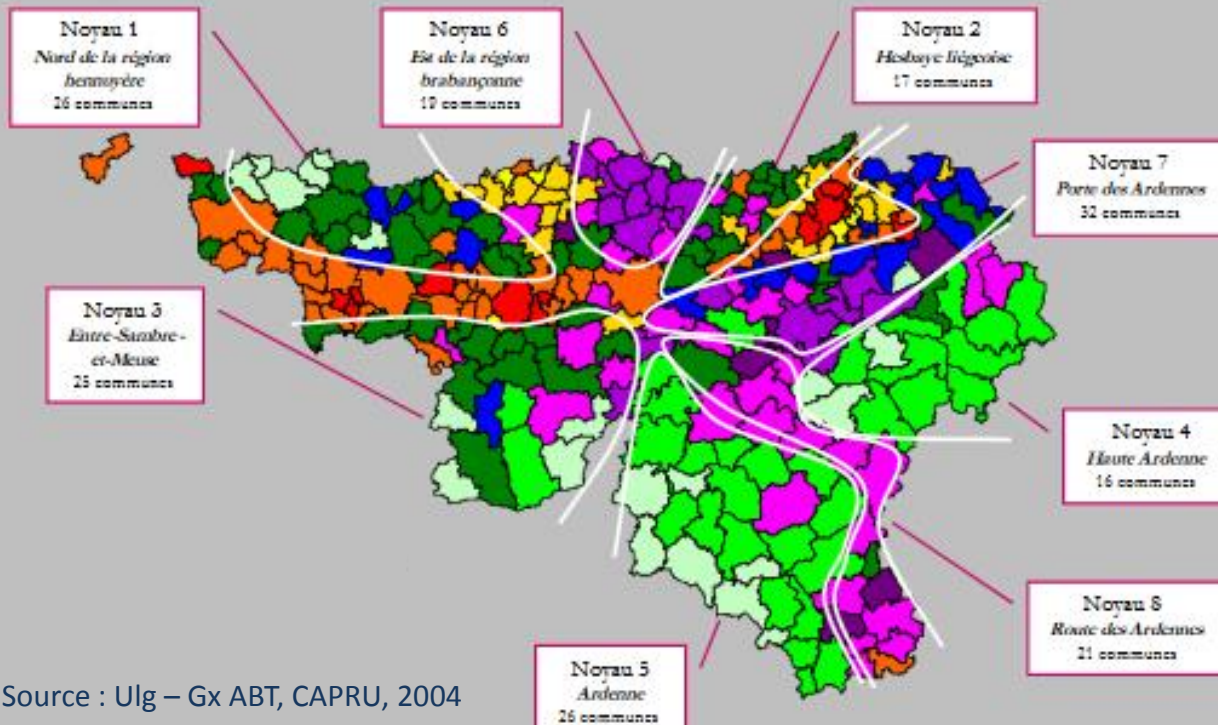 Noyau 1
Nord de la région
hennuyère
26 communes
Noyau 6
Est de la région
brabançonne
19 communes
Noyau 2
Hesbaye liégeoise
17 communes
Noyau 7
Porte des Ardennes
32 communes
Noyau 3
Entre-Sambre-
et-Meuse
25 communes
Noyau 4
Haute Ardenne
16 communes
Noyau 8
Route des Ardennes
21 communes
Noyau 5
Ardenne
26 communes
Source : Ulg – Gx ABT, CAPRU, 2004